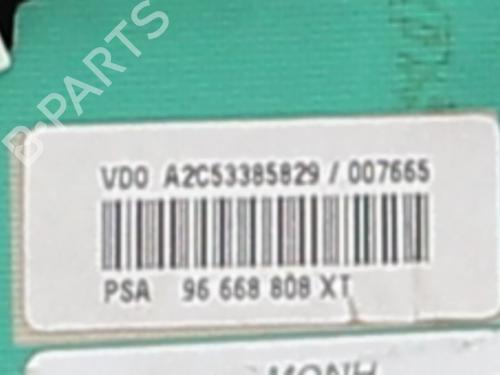 B-PARTS
VDO A2C53385829 / 007665
PSA 96 668 808 XT